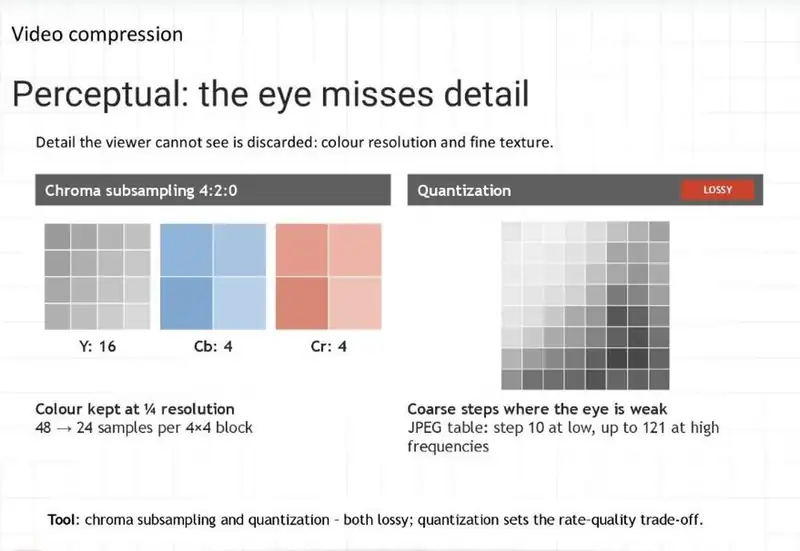 Video compression
Perceptual: the eye misses detail
Detail the viewer cannot see is discarded: colour resolution and fine texture.
Chroma subsampling 4:2:0
Y: 16
Cb: 4
Cr: 4
Colour kept at ¼ resolution
48 → 24 samples per 4×4 block
Quantization
LOSSY
Coarse steps where the eye is weak
JPEG table: step 10 at low, up to 121 at high
frequencies
Tool: chroma subsampling and quantization - both lossy; quantization sets the rate-quality trade-off.